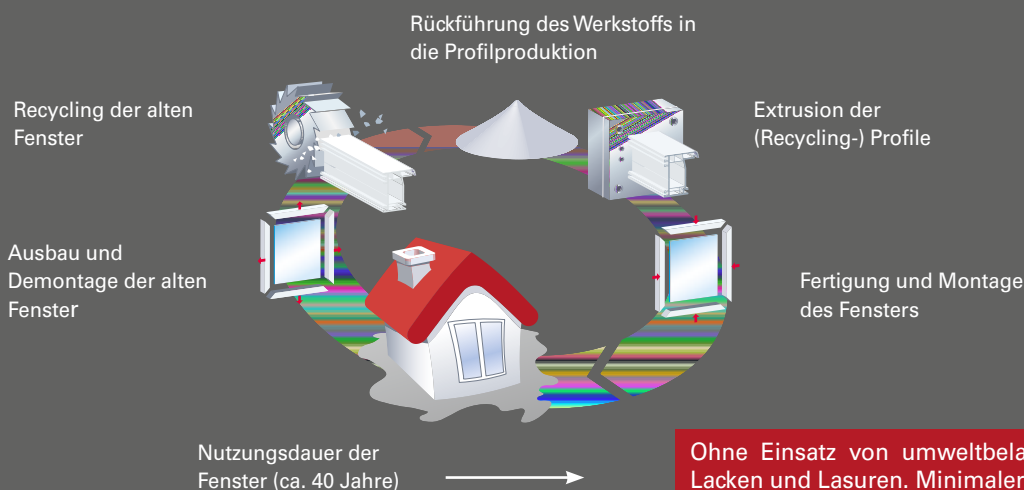 Rückführung des Werkstoffs in
die Profilproduktion
Recycling der alten
Fenster
Extrusion der
(Recycling-) Profile
Ausbau und
Demontage der alten
Fenster
Fertigung und Montage
des Fensters
Nutzungsdauer der
Fenster (ca. 40 Jahre)
Ohne Einsatz von umweltbela
Lacken und Lasuren. Minimaler